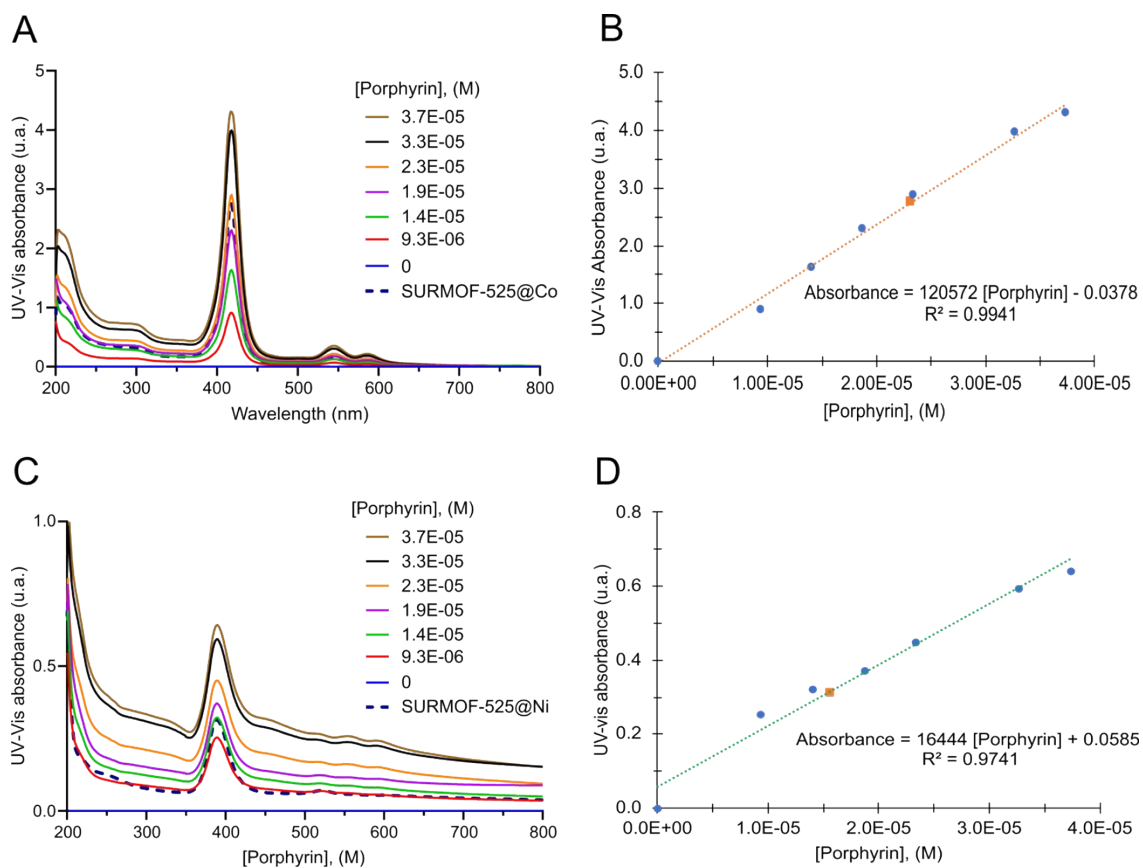 A
UV-Vis absorbance (u.a.)
5
4
3
2
1
0
200
300
400
500
600
700
800
Wavelength (nm)
[Porphyrin], (M)
3.7E-05
3.3E-05
2.3E-05
1.9E-05
1.4E-05
9.3E-06
0
SURMOF-525@Co
B
UV-Vis Absorbance (u.a.)
5.0
4.0
3.0
2.0
1.0
0.0
0.00E+00
1.0E-05
2.00E-05
3.00E-05
4.00E-05
[Porphyrin], (M)
Absorbance = 120572 [Porphyrin] - 0.0378
R² = 0.9941
C
UV-Vis absorbance (u.a.)
1.0
0.5
0.0
200
300
400
500
600
700
800
[Porphyrin], (M)
[Porphyrin], (M)
3.7E-05
3.3E-05
2.3E-05
1.9E-05
1.4E-05
9.3E-06
0
SURMOF-525@Ni
D
UV-vis absorbance (u.a.)
0.8
0.6
0.4
0.2
0.0
0.0E+00
1.0E-05
2.0E-05
3.0E-05
4.0E-05
[Porphyrin], (M)
Absorbance = 16444 [Porphyrin] + 0.0585
R² = 0.9741